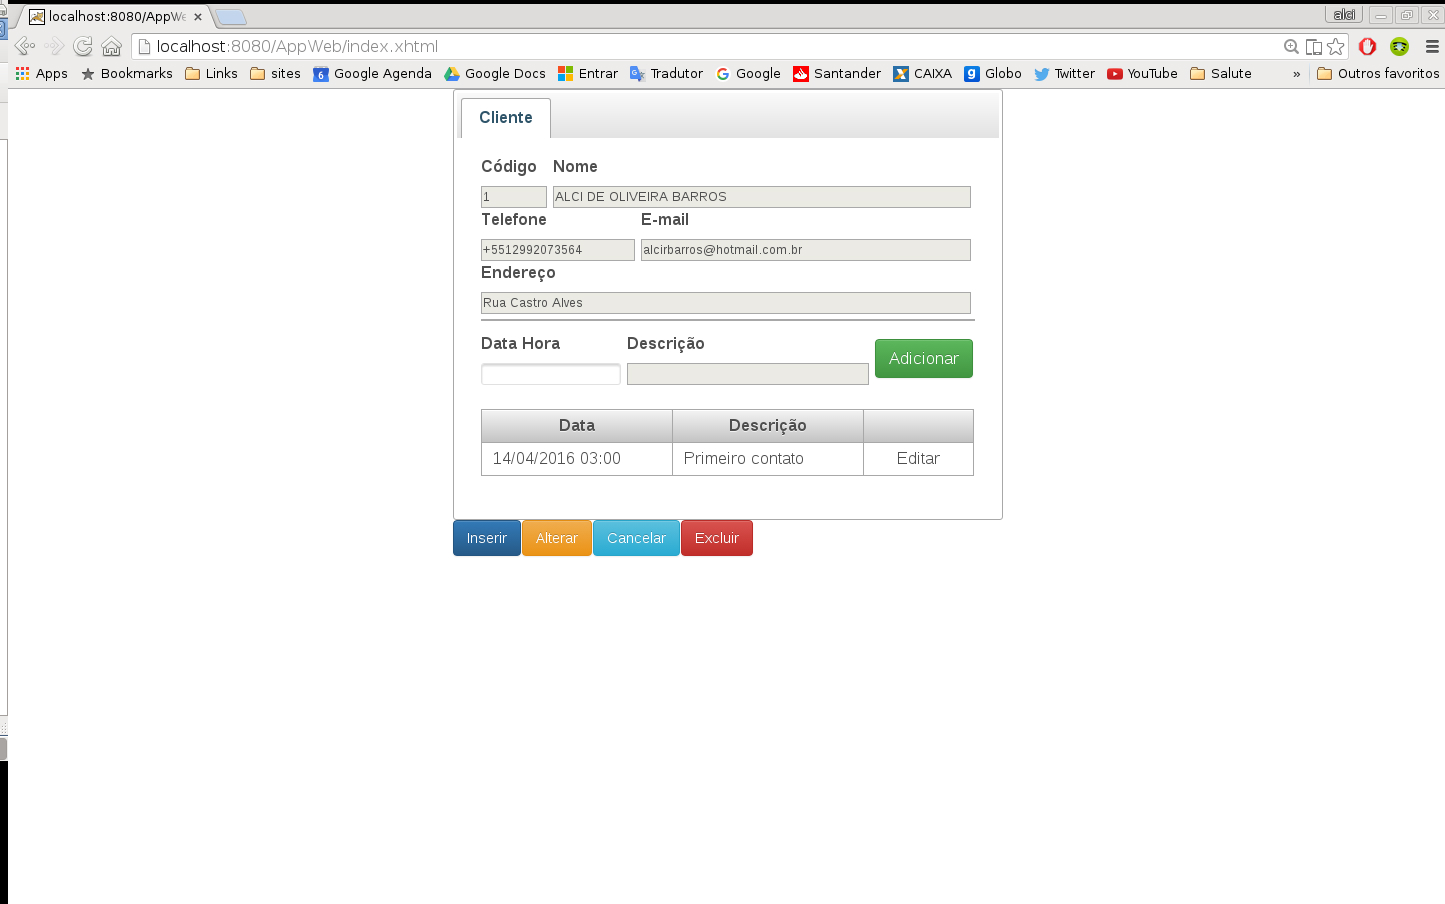 localhost:8080/AppWe
alci
localhost:8080/AppWeb/index.xhtml
Apps Bookmarks Links sites Google Agenda Google Docs Entrar Tradutor Google Santander CAIXA Globo Twitter YouTube Salute » Outros favoritos
Cliente
Código Nome
1 ALCI DE OLIVEIRA BARROS
Telefone E-mail
+5512992073564 alcirbarros@hotmail.com.br
Endereço
Rua Castro Alves
Data Hora Descrição
Adicionar
Data Descrição
14/04/2016 03:00 Primeiro contato Editar
Inserir Alterar Cancelar Excluir